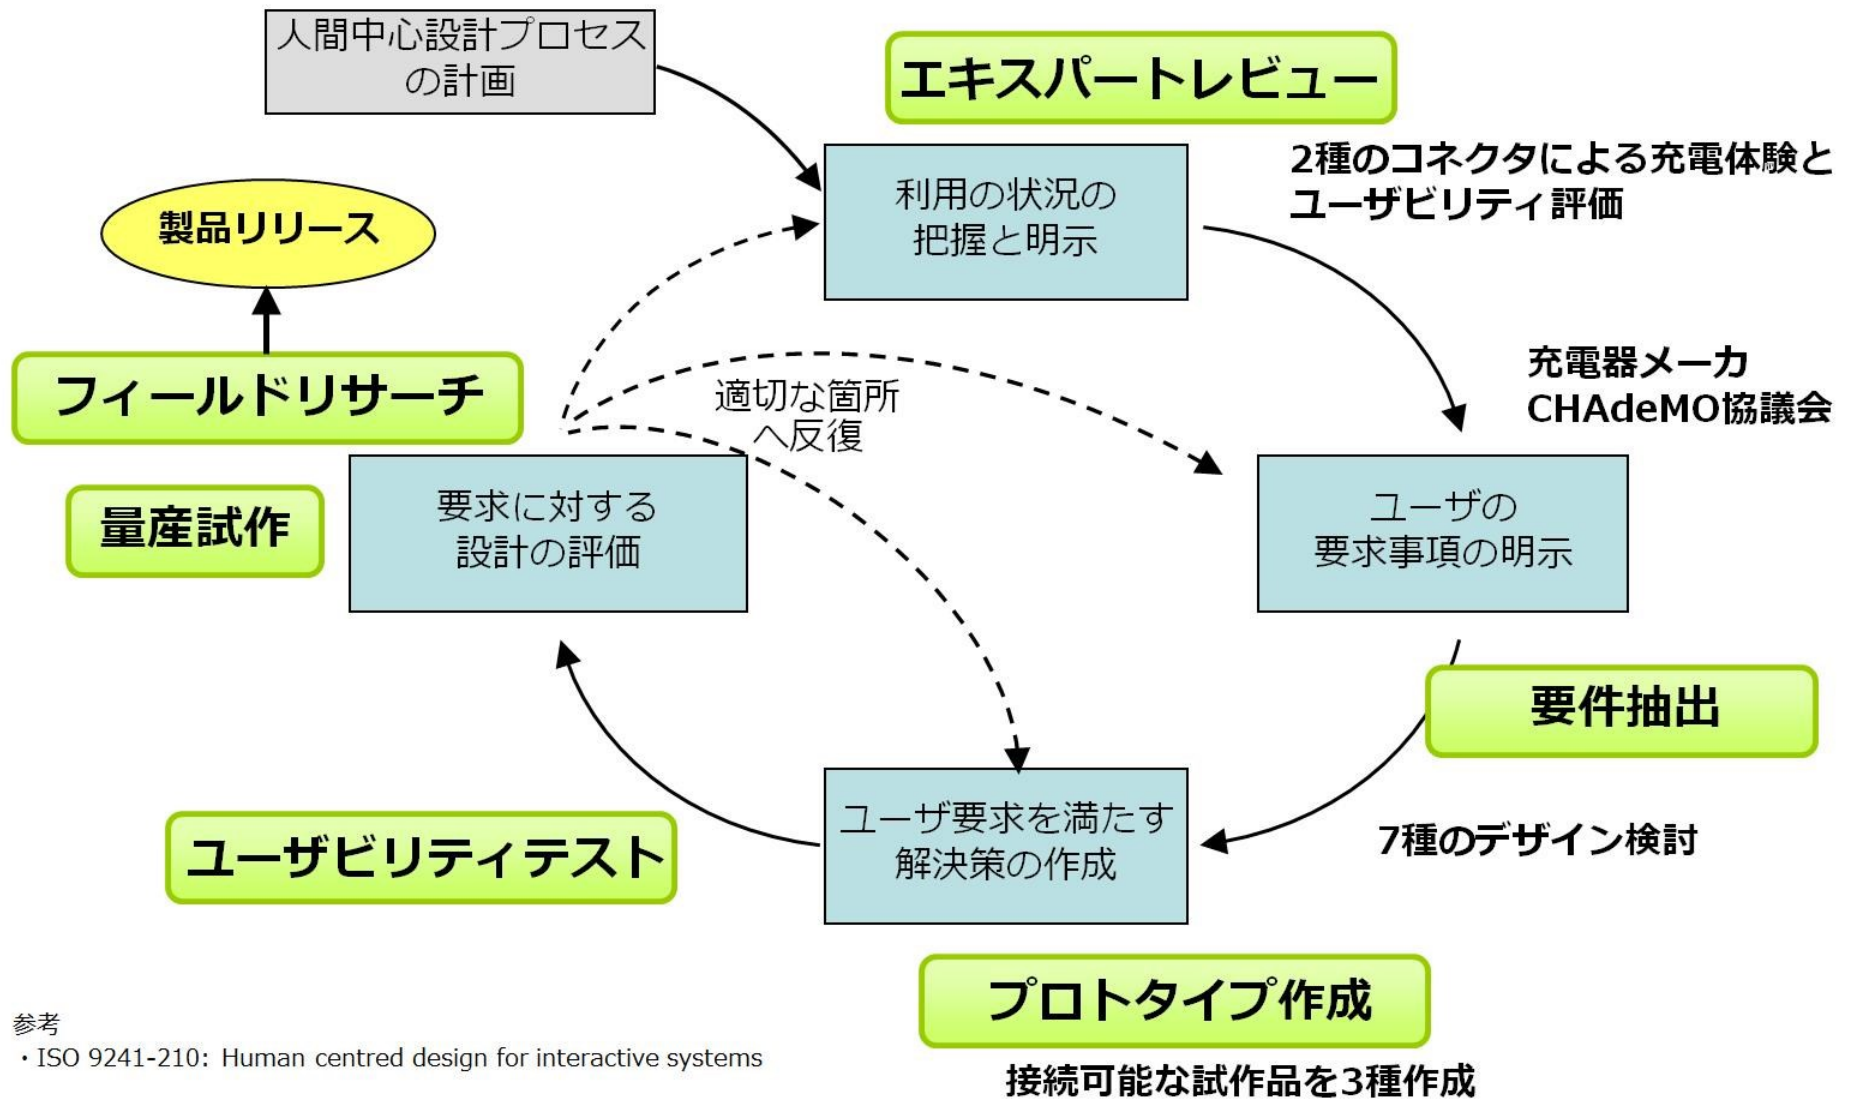 人間中心設計プロセス
の計画
エキスパートレビュー
2種のコネクタによる充電体験と
ユーザビリティ評価
利用の状況の
把握と明示
製品リリース
フィールドリサーチ
適切な箇所
へ反復
充電器メーカ
CHAdeMO協議会
量産試作
要求に対する
設計の評価
ユーザの
要求事項の明示
要件抽出
ユーザビリティテスト
ユーザ要求を満たす
解決策の作成
7種のデザイン検討
プロトタイプ作成
接続可能な試作品を3種作成
参考
・ISO 9241-210: Human centred design for interactive systems